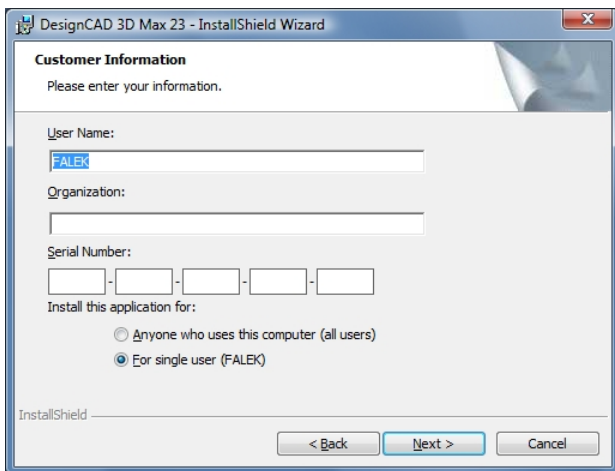 DesignCAD 3D Max 23 - InstallShield Wizard
Customer Information
Please enter your information.
User Name:
FALEK
Organization:
Serial Number:
- - - -
Install this application for:
Anyone who uses this computer (all users)
For single user (FALEK)
InstallShield
< Back Next > Cancel